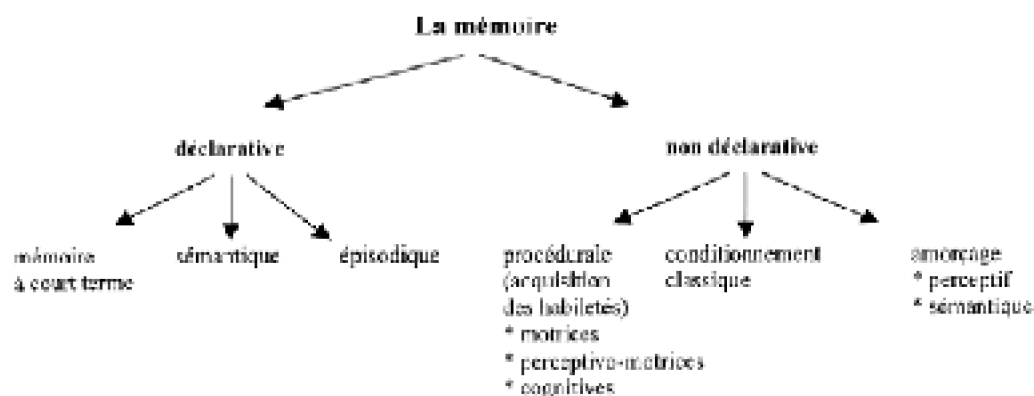 La mémoire
déclarative
non déclarative
mémoire
à court terme
sémantique
épisodique
procédurale
(acquisition
des habiletés)
* motrices
* perceptivo-motrices
* cognitives
conditionnement
classique
amorçage
* perceptif
* sémantique